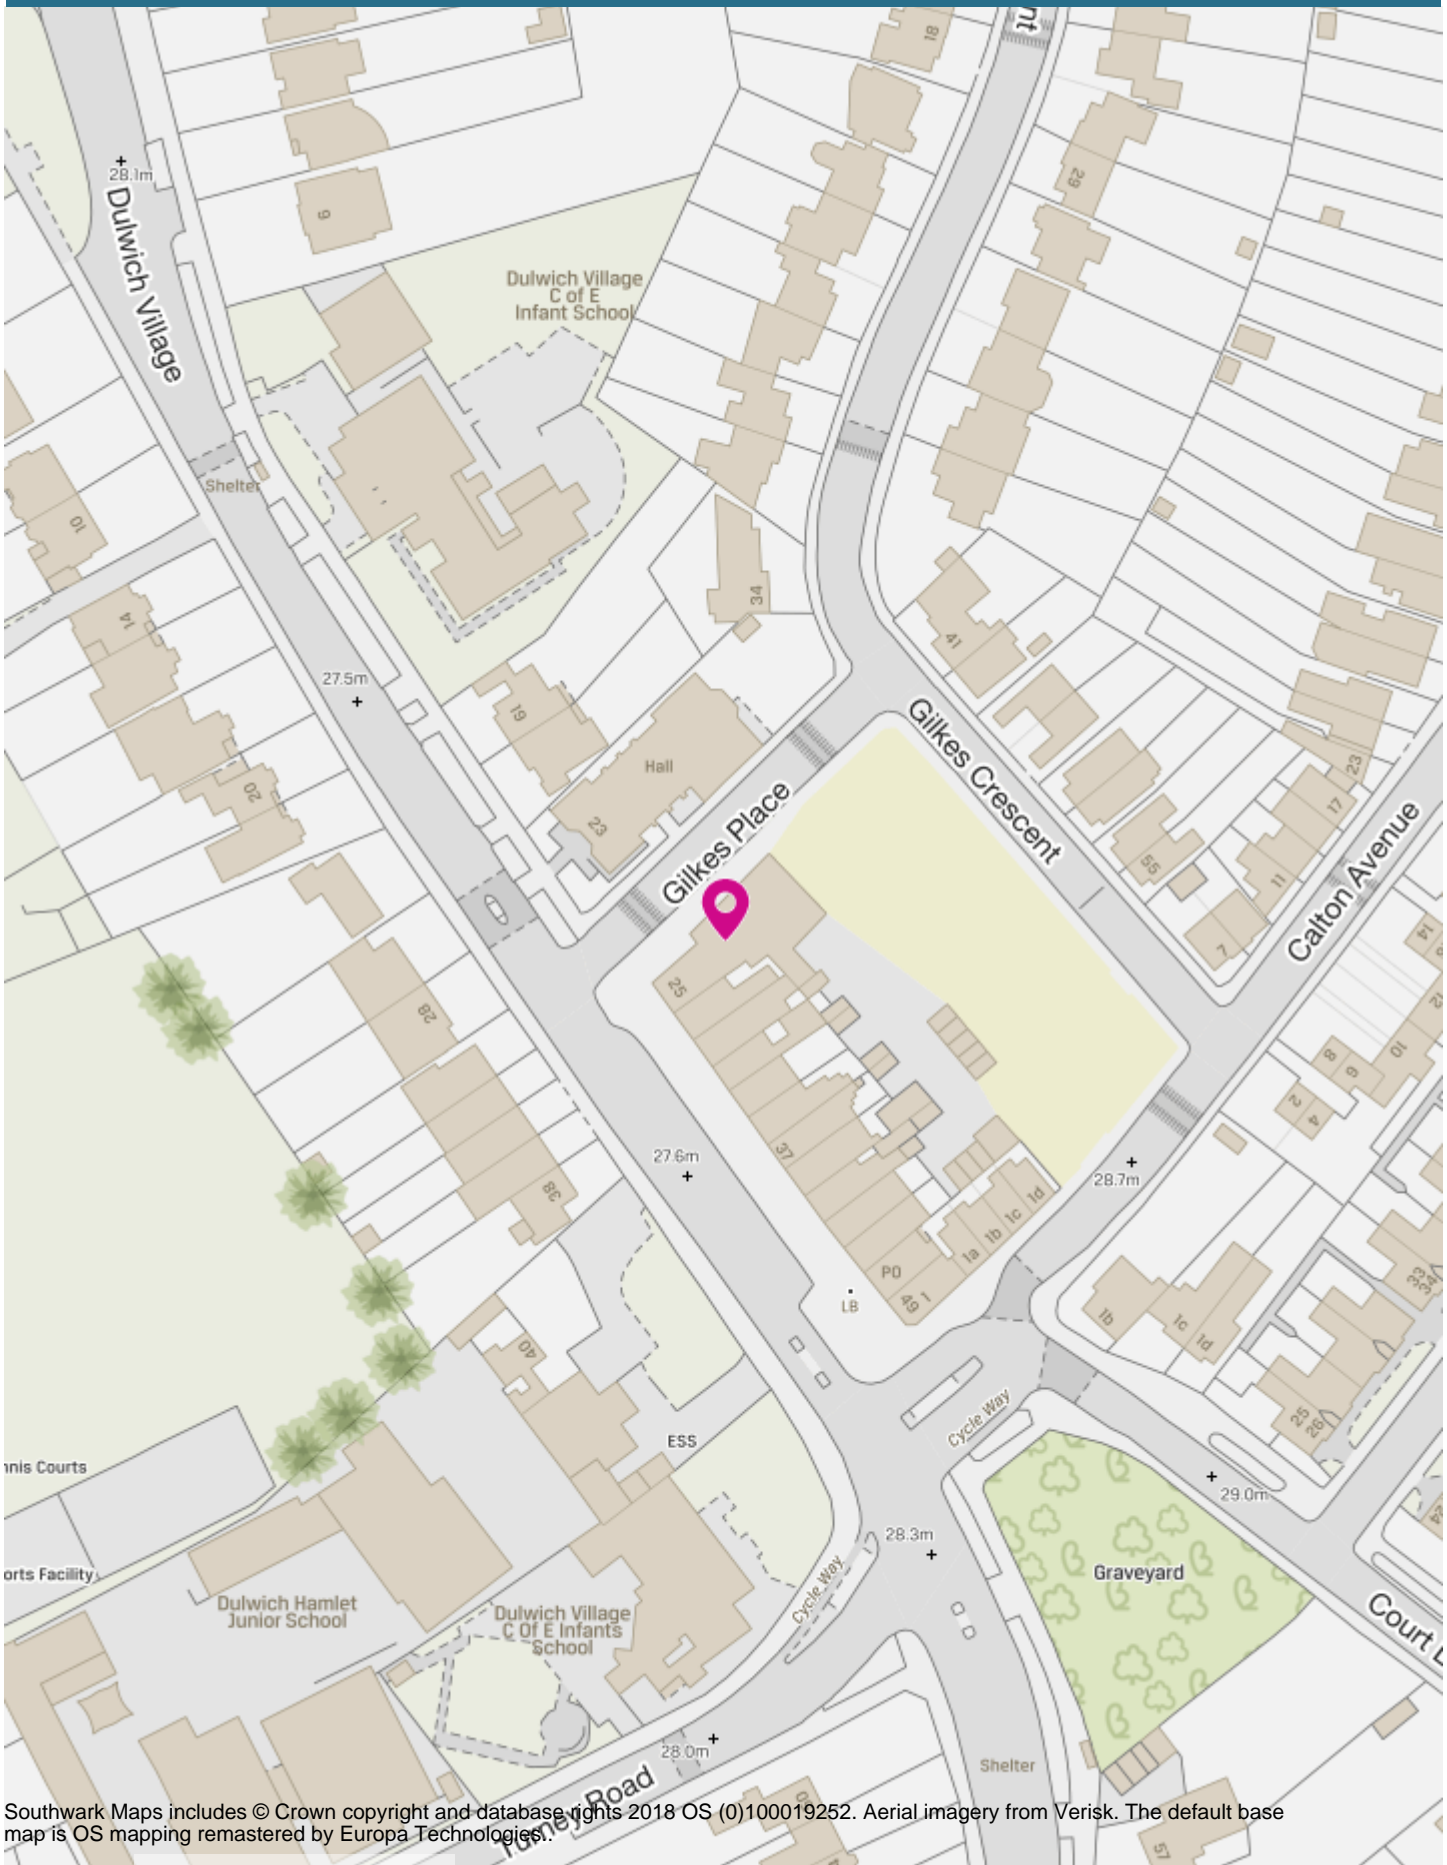 nt
18
28.1m
Dulwich Village
29
9
Dulwich Village
C of E
Infant School
Shelter
10
34
14
41
27.5m
19
Gilkes Crescent
Hall
23
20
Gilkes Place
23
17
55
11
Calton Avenue
7
14
25
28
12
10
8
6
2
4
37
27.6m
28.7m
38
1d
1c
1b
1a
PO
49
1
LB
33
34
1b
1c
1d
40
Cycle Way
25
26
ESS
nnis Courts
29.0m
24
28.3m
orts Facility
Graveyard
Cycle Way
Dulwich Hamlet
Junior School
Dulwich Village
C Of E Infants
School
Court L
28.0m
Shelter
Turney Road
57
Southwark Maps includes © Crown copyright and database rights 2018 OS (0)100019252. Aerial imagery from Verisk. The default base
map is OS mapping remastered by Europa Technologies..